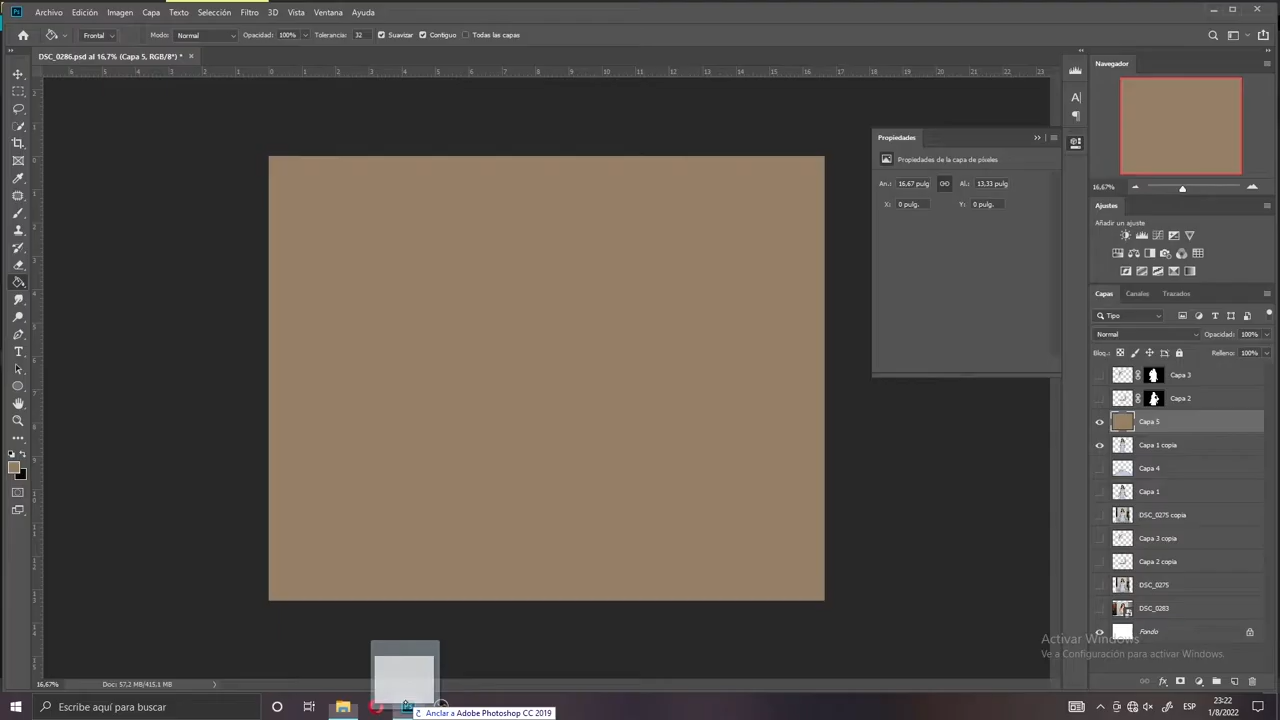 Archivo Edición Imagen Capa Texto Selección Filtro 3D Vista Ventana Ayuda
Frontal Modo: Normal Opacidad: 100% Tolerancia: 32 Suavizar Contiguo Todas las capas
DSC_0286.psd al 16,7% (Capa 5, RGB/8*) *
Navegador
16,67%
Propiedades
Propiedades de la capa de píxeles
An.: 16,67 pulg Al.: 13,33 pulg
X: 0 pulg. Y: 0 pulg.
Ajustes
Añadir un ajuste
Capas Canales Trazados
Tipo
Normal Opacidad: 100%
Bloq.: Relleno: 100%
Capa 3
Capa 2
Capa 5
Capa 1 copia
Capa 4
Capa 1
DSC_0275 copia
Capa 3 copia
Capa 2 copia
DSC_0275
DSC_0283
Fondo
Activar Windows
Ve a Configuración para activar Windows.
16,67% Doc: 57,2 MB/415,1 MB
Escribe aquí para buscar
Anclar a Adobe Photoshop CC 2019
ESP
23:22
1/8/2022